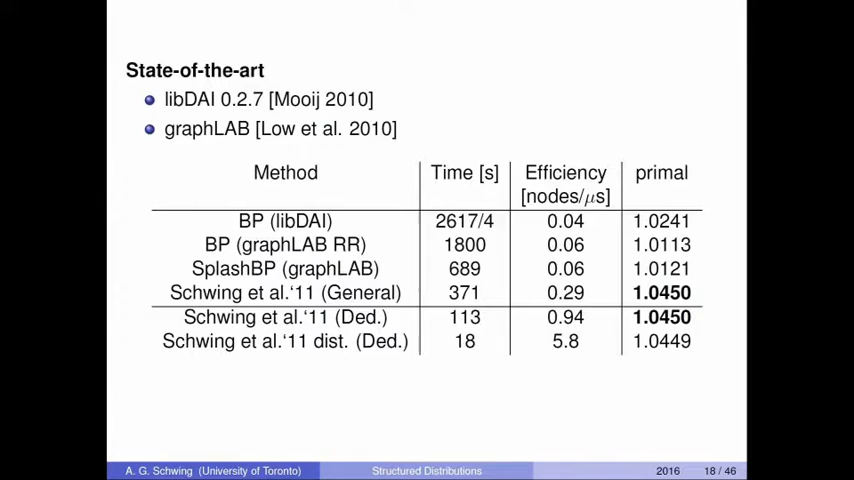 State-of-the-art
libDAI 0.2.7 [Mooij 2010]
graphLAB [Low et al. 2010]
Method Time [s] Efficiency primal
[nodes/μs]
BP (libDAI) 2617/4 0.04 1.0241
BP (graphLAB RR) 1800 0.06 1.0113
SplashBP (graphLAB) 689 0.06 1.0121
Schwing et al.‘11 (General) 371 0.29 1.0450
Schwing et al.‘11 (Ded.) 113 0.94 1.0450
Schwing et al.‘11 dist. (Ded.) 18 5.8 1.0449
A. G. Schwing (University of Toronto) Structured Distributions 2016 18 / 46